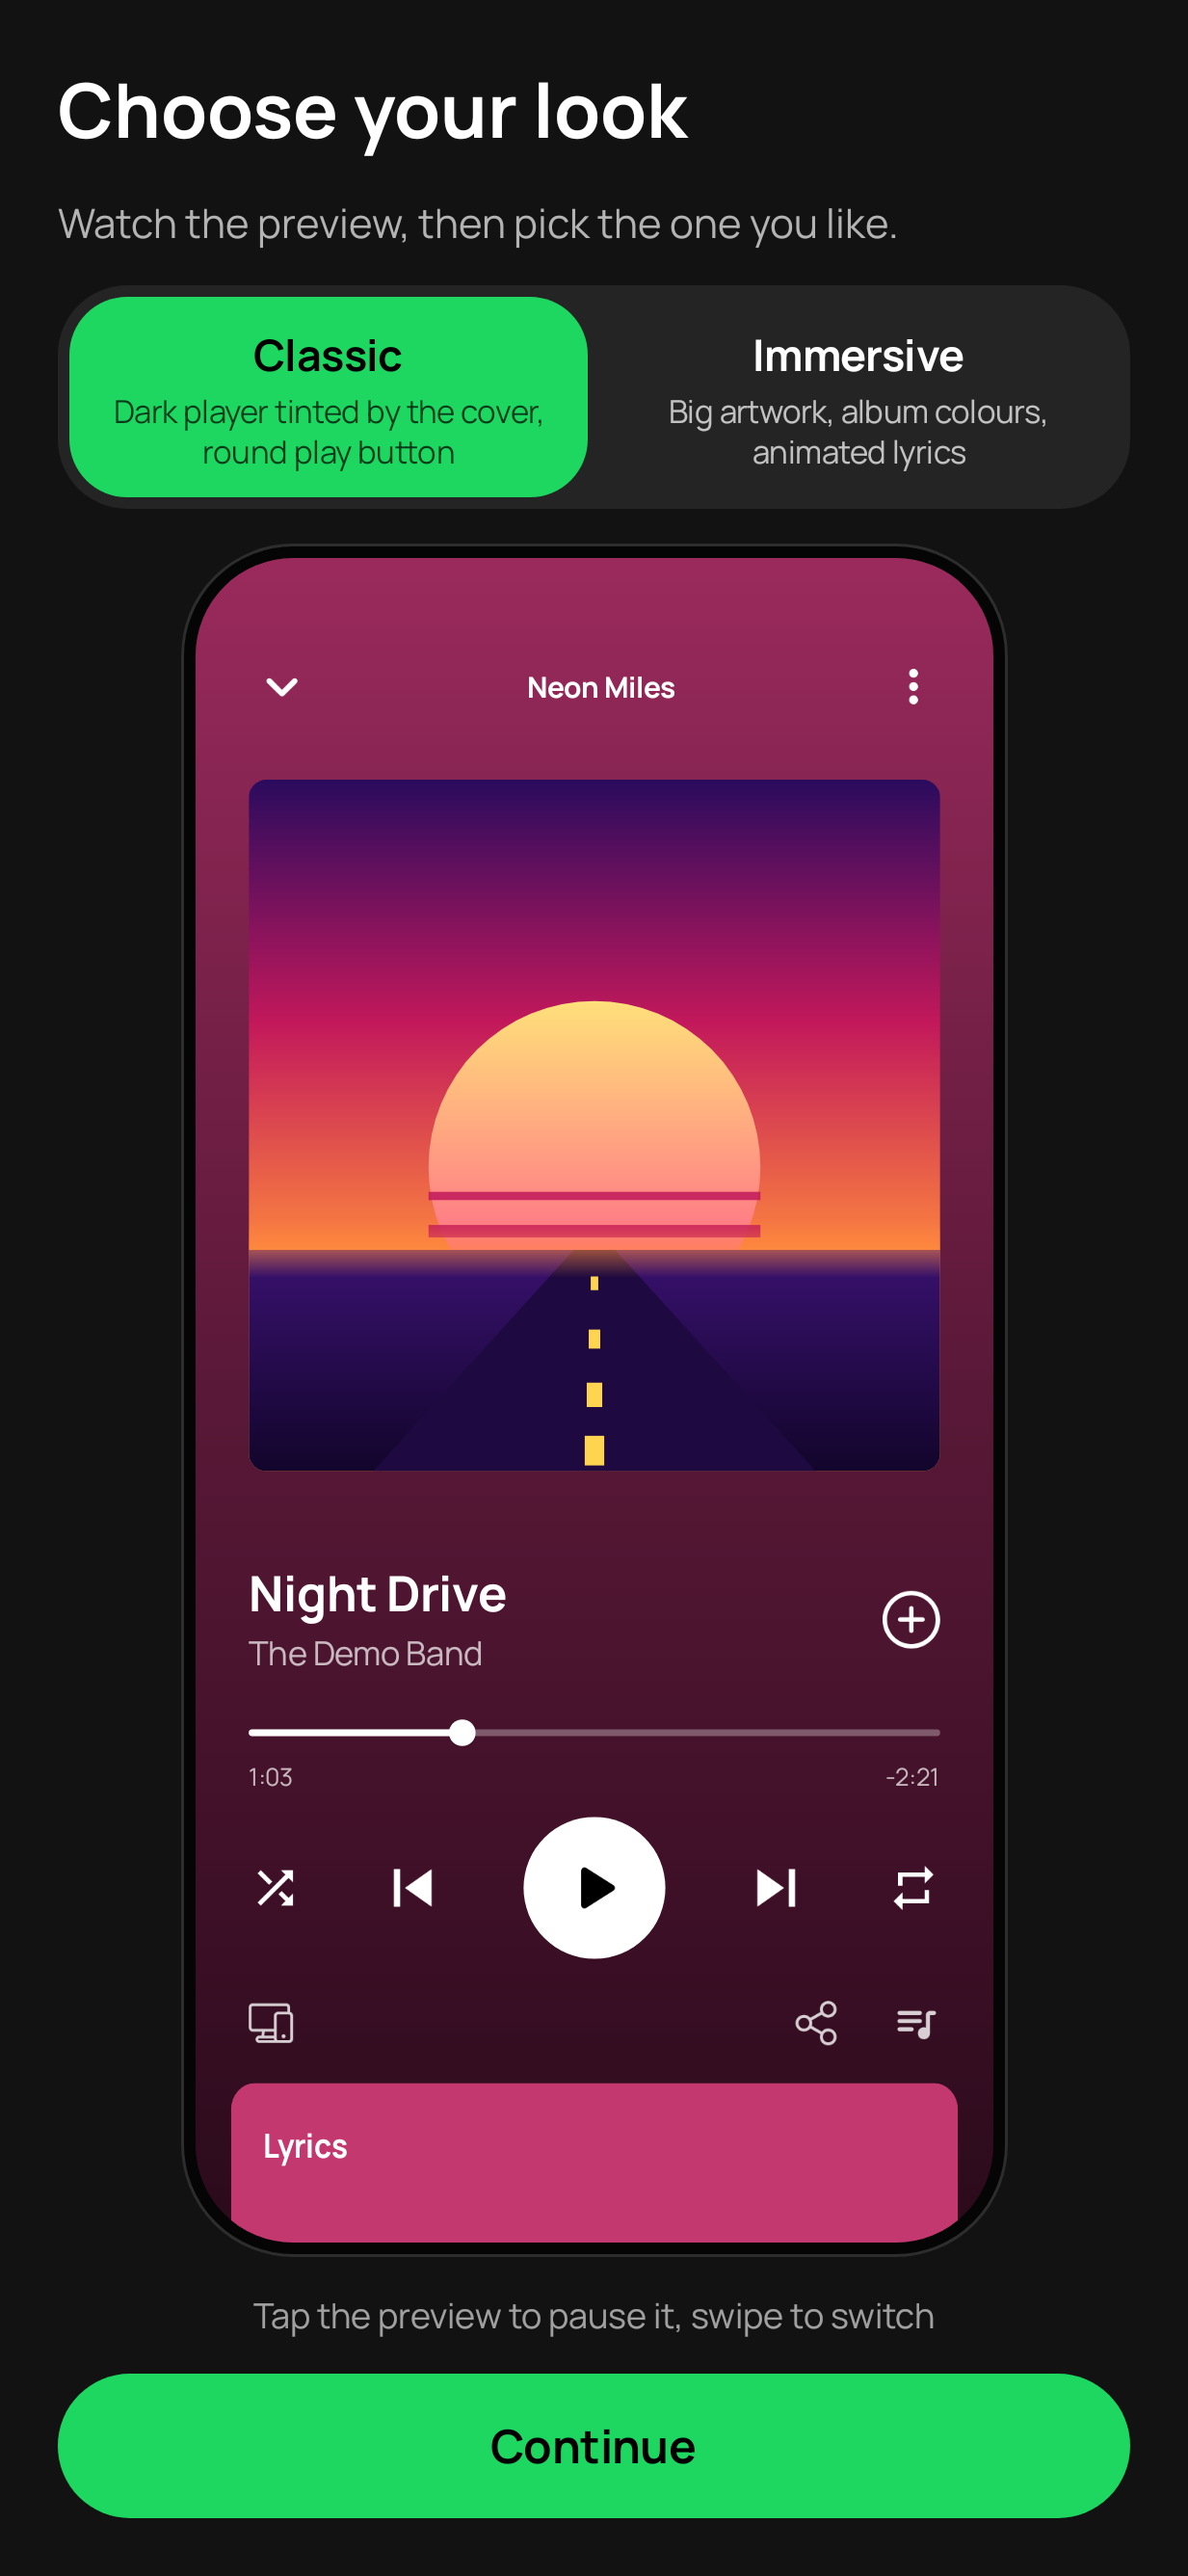 Choose your look
Watch the preview, then pick the one you like.
Classic
Dark player tinted by the cover,
round play button
Immersive
Big artwork, album colours,
animated lyrics
Neon Miles
Night Drive
The Demo Band
1:03
-2:21
Lyrics
Tap the preview to pause it, swipe to switch
Continue